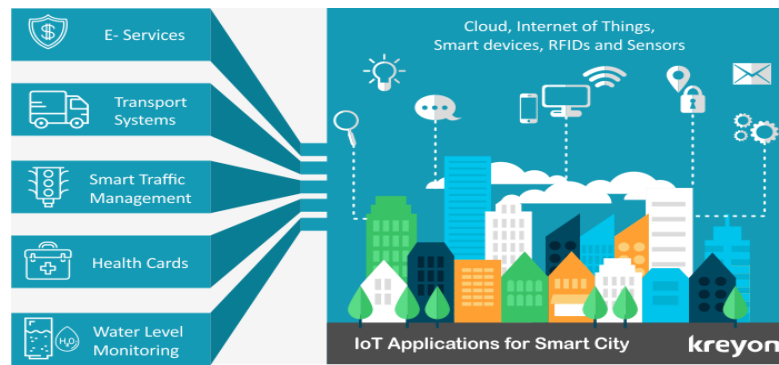 E- Services
Transport
Systems
Smart Traffic
Management
Health Cards
Water Level
Monitoring
H₂O
Cloud, Internet of Things,
Smart devices, RFIDs and Sensors
IoT Applications for Smart City
kreyon